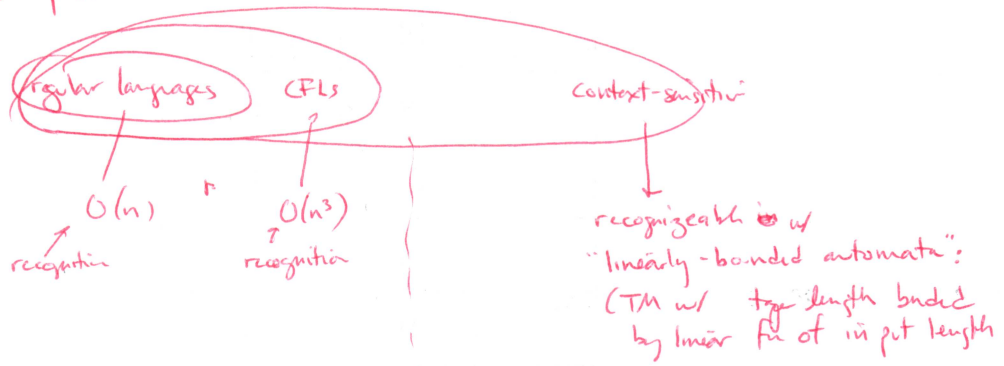 regular languages CFLs context-sensitive
O(n) O(n³)
recognition recognition
recognizeable w/
"linearly-bounded automata":
(TM w/ tape length bounded
by linear fn of input length